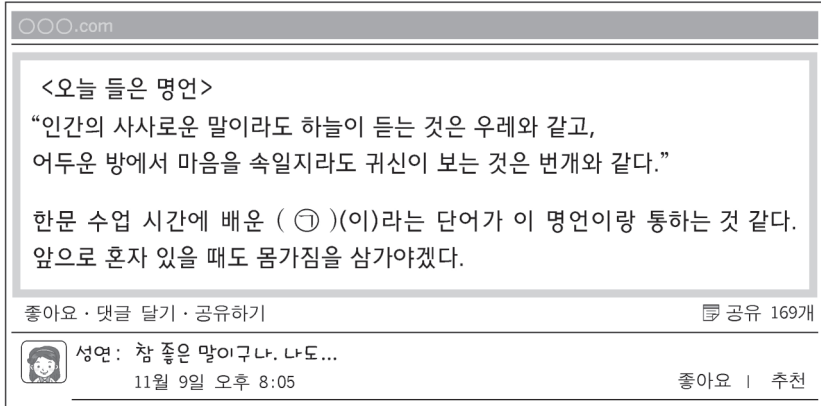 ○○○.com
<오늘 들은 명언>
“인간의 사사로운 말이라도 하늘이 듣는 것은 우레와 같고,
어두운 방에서 마음을 속일지라도 귀신이 보는 것은 번개와 같다.”
한문 수업 시간에 배운 ( ㉠ )(이)라는 단어가 이 명언이랑 통하는 것 같다.
앞으로 혼자 있을 때도 몸가짐을 삼가야겠다.
좋아요 · 댓글 달기 · 공유하기 공유 169개
성연 : 참 좋은 말이구나. 나도...
11월 9일 오후 8:05 좋아요 | 추천